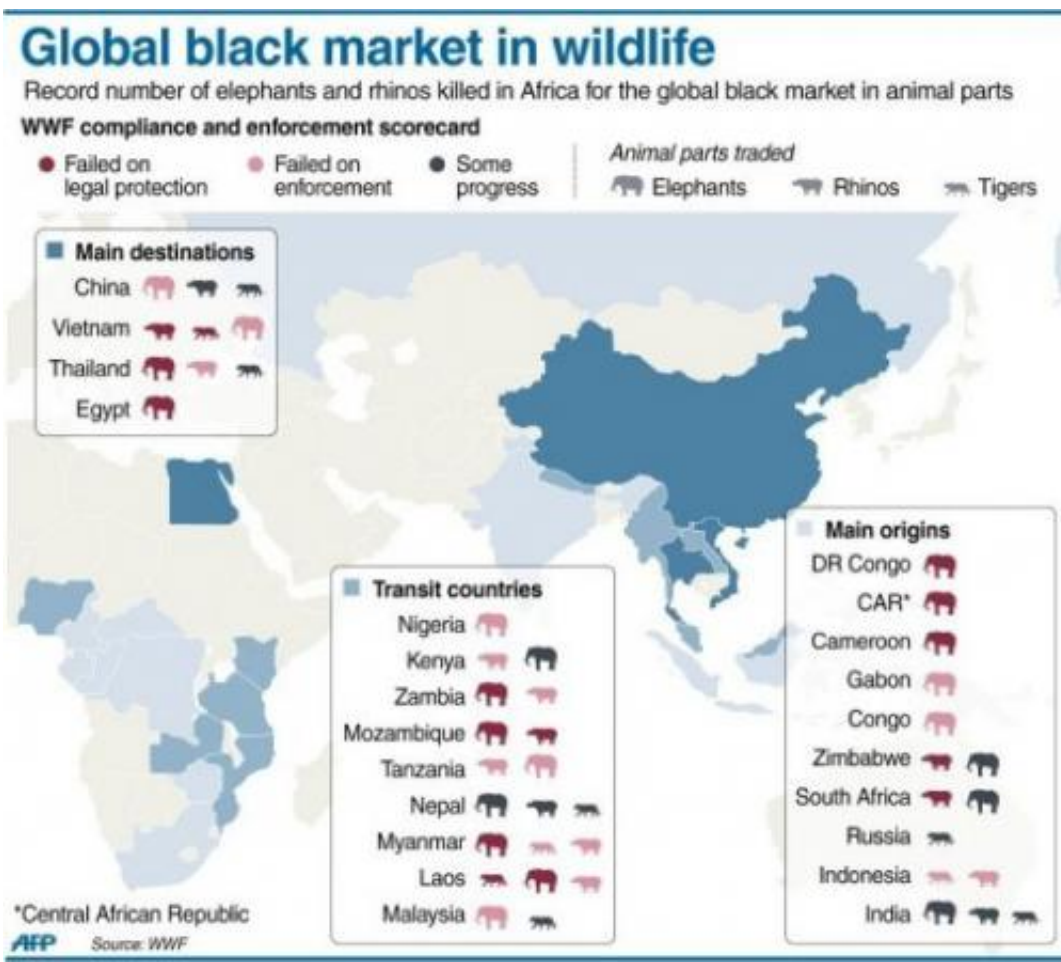 Global black market in wildlife
Record number of elephants and rhinos killed in Africa for the global black market in animal parts
WWF compliance and enforcement scorecard
Failed on
legal protection
Failed on
enforcement
Some
progress
Animal parts traded
Elephants
Rhinos
Tigers
Main destinations
China
Vietnam
Thailand
Egypt
Transit countries
Nigeria
Kenya
Zambia
Mozambique
Tanzania
Nepal
Myanmar
Laos
Malaysia
Main origins
DR Congo
CAR*
Cameroon
Gabon
Congo
Zimbabwe
South Africa
Russia
Indonesia
India
*Central African Republic
AFP Source: WWF